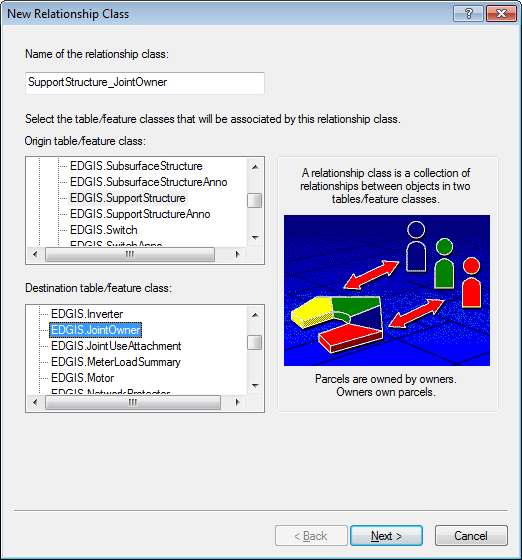 New Relationship Class
Name of the relationship class:
SupportStructure_JointOwner
Select the table/feature classes that will be associated by this relationship class.
Origin table/feature class:
EDGIS.SubsurfaceStructure
EDGIS.SubsurfaceStructureAnno
EDGIS.SupportStructure
EDGIS.SupportStructureAnno
EDGIS.Switch
EDGIS.SwitchAnno
A relationship class is a collection of
relationships between objects in two
tables/feature classes.
Destination table/feature class:
EDGIS.Inverter
EDGIS.JointOwner
EDGIS.JointUseAttachment
EDGIS.MeterLoadSummary
EDGIS.Motor
EDGIS.NetworkProtector
Parcels are owned by owners.
Owners own parcels.
< Back
Next >
Cancel